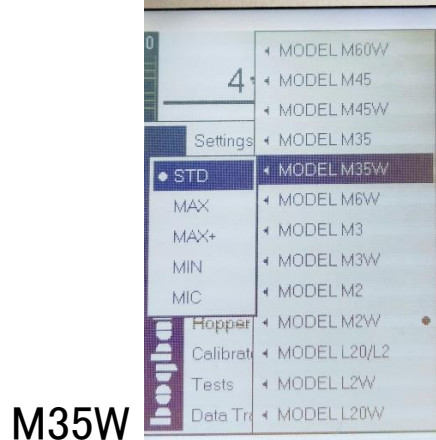 0
4
MODEL M60W
MODEL M45
MODEL M45W
Settings
MODEL M35
STD
MODEL M35W
MAX
MODEL M6W
MAX+
MODEL M3
MIN
MODEL M3W
MIC
MODEL M2
Hopper
MODEL M2W
Calibrat
MODEL L20/L2
Tests
MODEL L2W
Data Tr
MODEL L20W
M35W